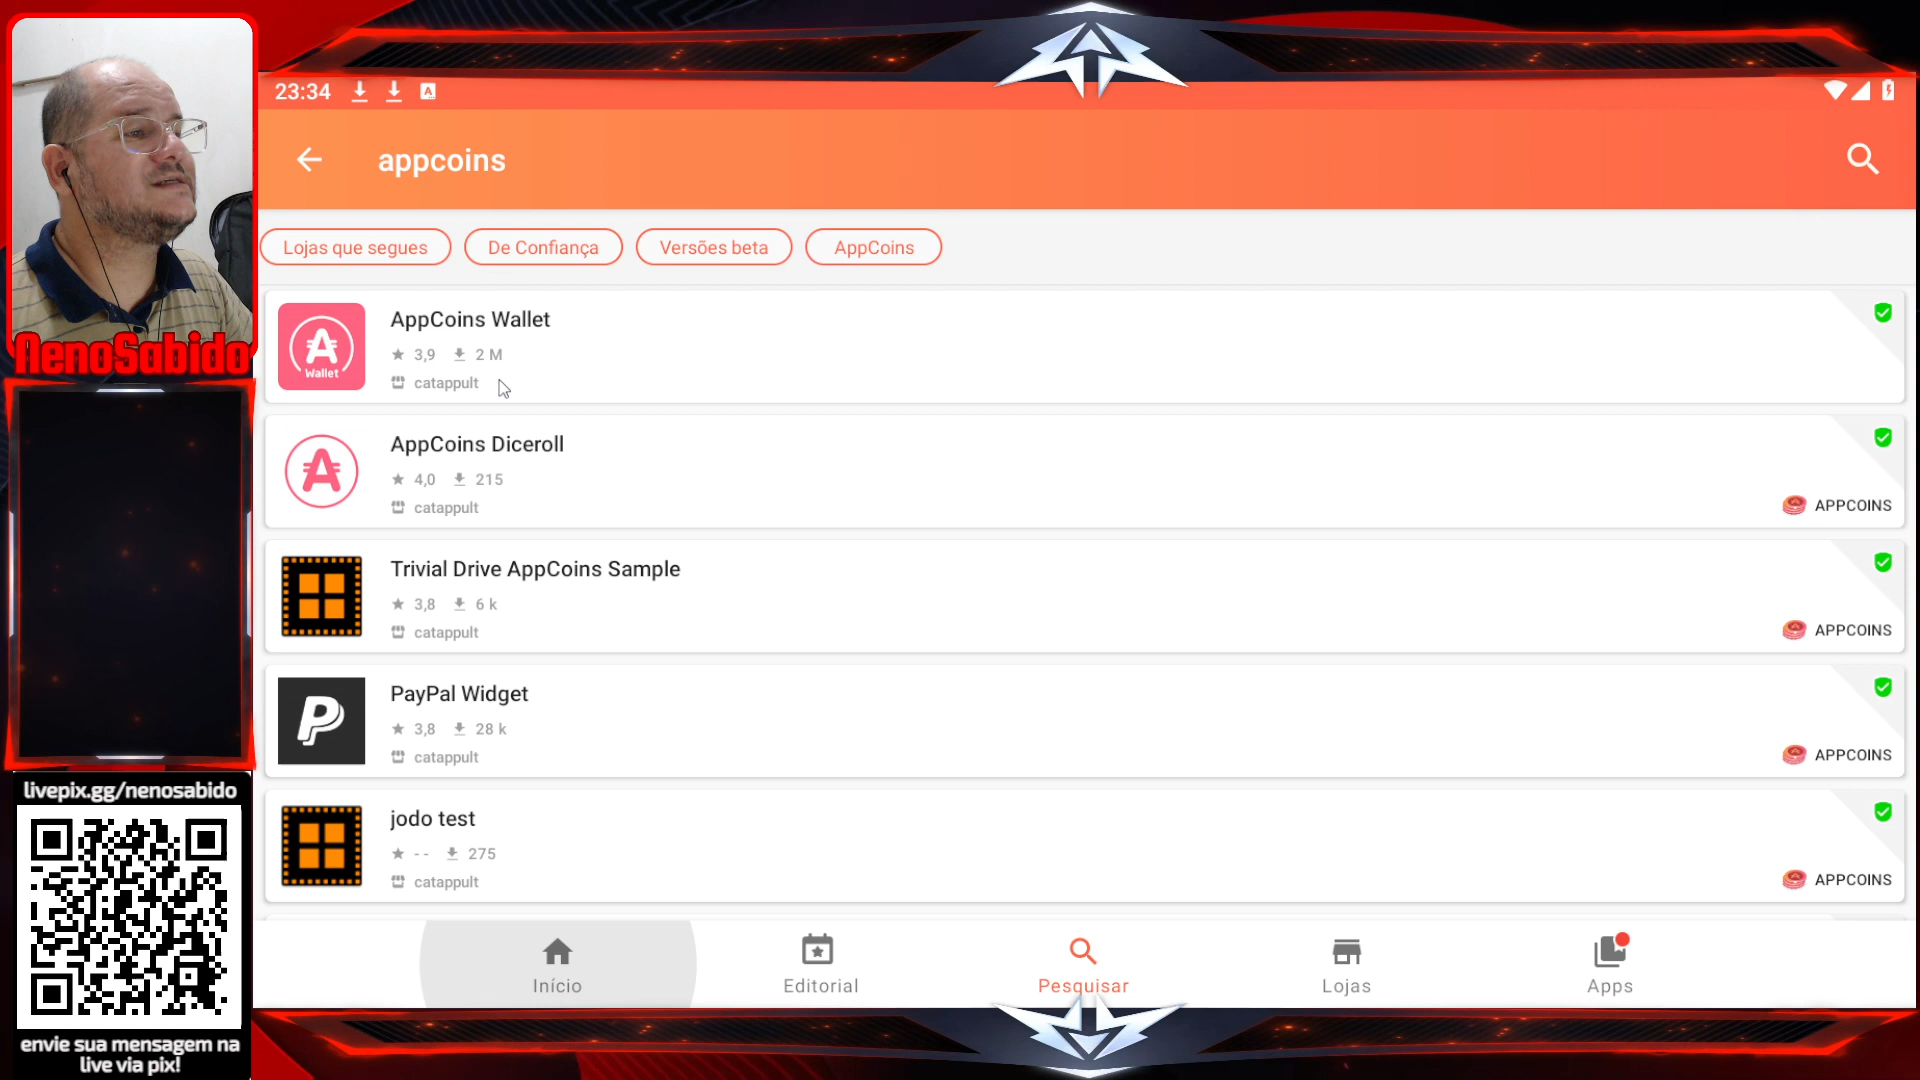 23:34
appcoins
Lojas que segues
De Confiança
Versões beta
AppCoins
AppCoins Wallet
3,9 2 M
catappult
Wallet
AppCoins Diceroll
4,0 215
catappult
APPCOINS
Trivial Drive AppCoins Sample
3,8 6 k
catappult
APPCOINS
PayPal Widget
3,8 28 k
catappult
APPCOINS
jodo test
-- 275
catappult
APPCOINS
Início
Editorial
Pesquisar
Lojas
Apps
NenoSabido
livepix.gg/nenosabido
envie sua mensagem na
live via pix!